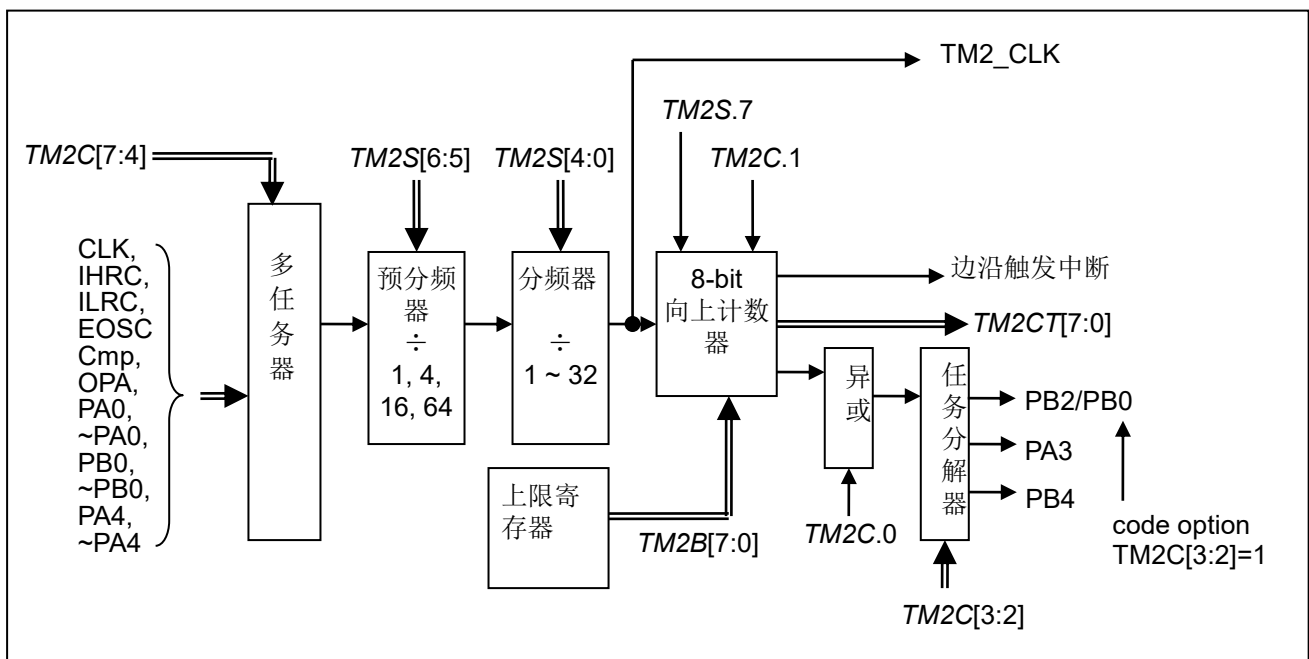 TM2_CLK
TM2S.7
TM2C[7:4]
TM2S[6:5]
TM2S[4:0]
TM2C.1
CLK,
IHRC,
ILRC,
EOSC
Cmp,
OPA,
PA0,
~PA0,
PB0,
~PB0,
PA4,
~PA4
多
任
务
器
预分频
器
÷
1, 4,
16, 64
分频器
÷
1 ~ 32
8-bit
向上计数
器
边沿触发中断
TM2CT[7:0]
异
或
任
务
分
解
器
PB2/PB0
PA3
PB4
上限寄
存器
TM2B[7:0]
TM2C.0
code option
TM2C[3:2]=1
TM2C[3:2]